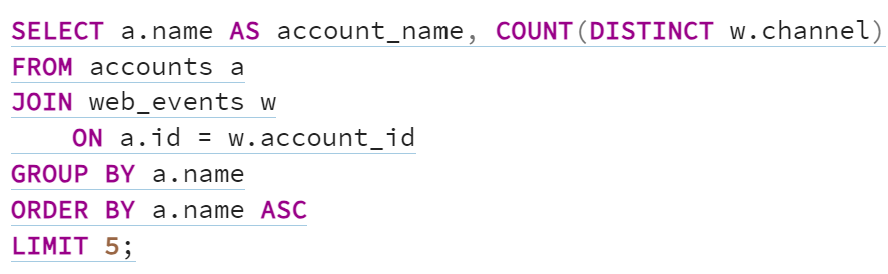 SELECT a.name AS account_name, COUNT(DISTINCT w.channel)
FROM accounts a
JOIN web_events w
    ON a.id = w.account_id
GROUP BY a.name
ORDER BY a.name ASC
LIMIT 5;